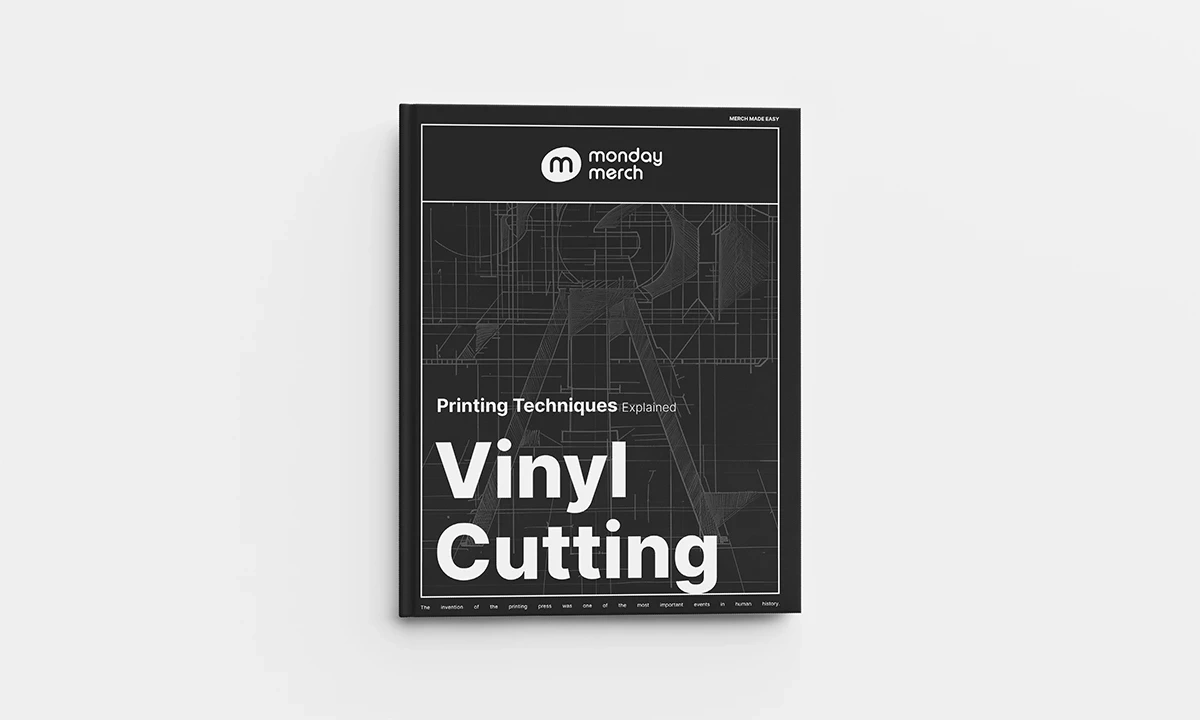 MERCH MADE EASY
m
monday
merch
Printing Techniques Explained
Vinyl
Cutting
The invention of the printing press was one of the most important events in human history.